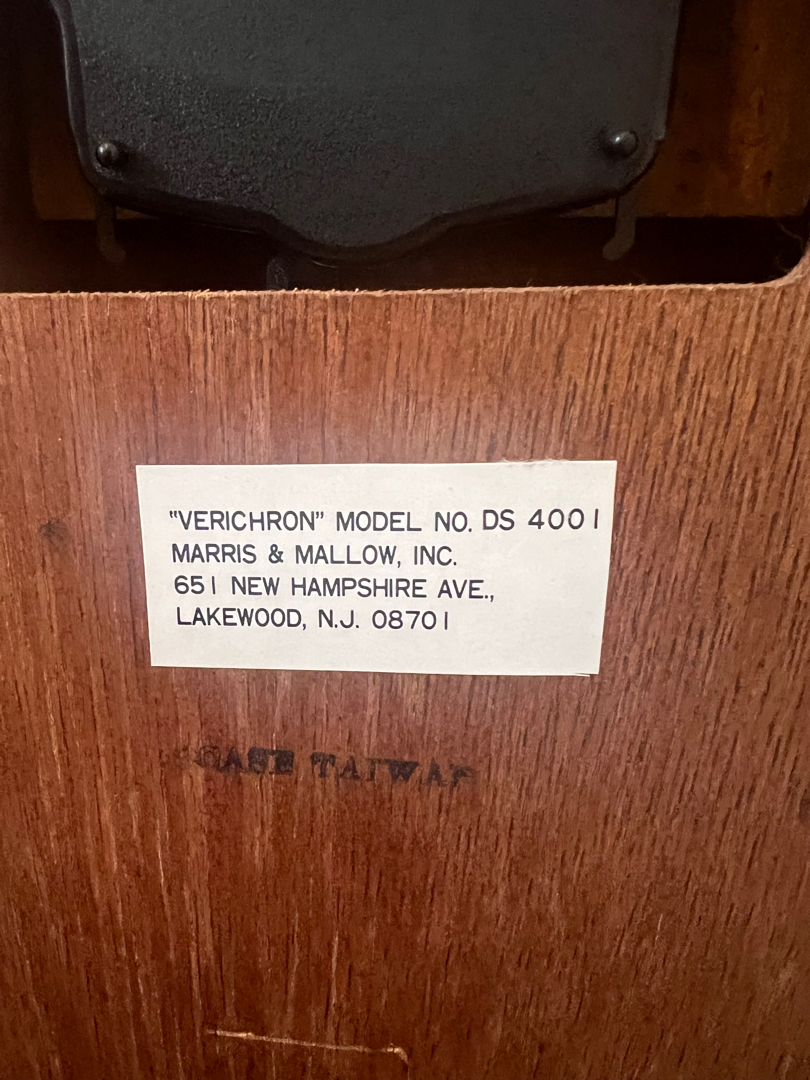 "VERICHRON" MODEL NO. DS 4001
MARRIS & MALLOW, INC.
651 NEW HAMPSHIRE AVE.,
LAKEWOOD, N.J. 08701
CASE TAIWAN